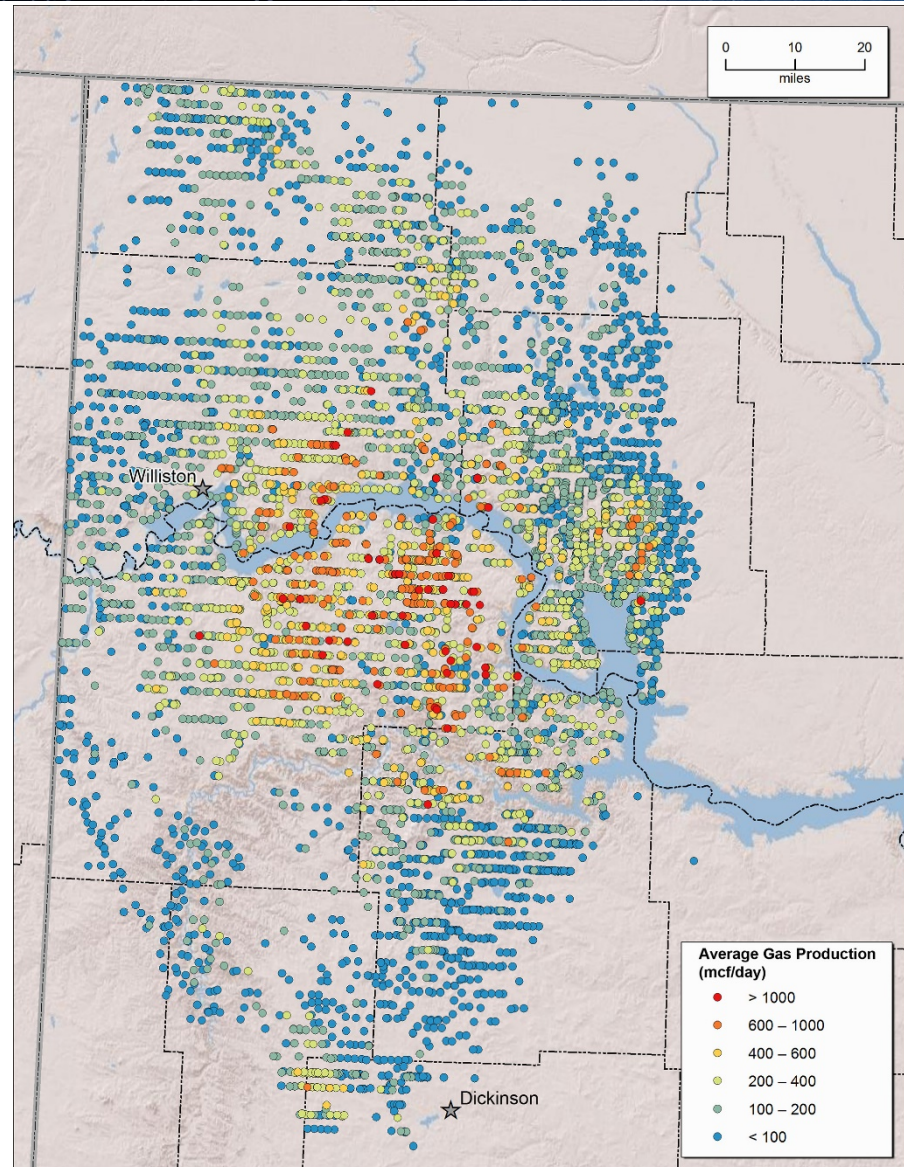 0 10 20
miles
Williston
Average Gas Production
(mcf/day)
> 1000
600 – 1000
400 – 600
200 – 400
100 – 200
< 100
Dickinson